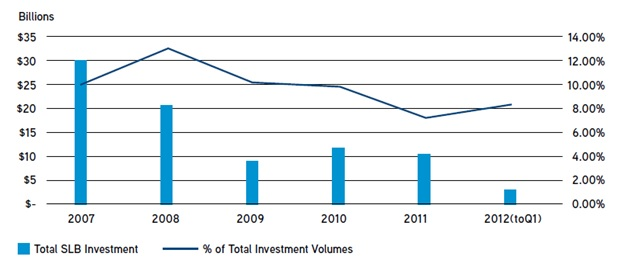 Billions
$35 14.00%
$30 12.00%
$25 10.00%
$20 8.00%
$15 6.00%
$10 4.00%
$5 2.00%
$- 0.00%
2007 2008 2009 2010 2011 2012(toQ1)
Total SLB Investment % of Total Investment Volumes